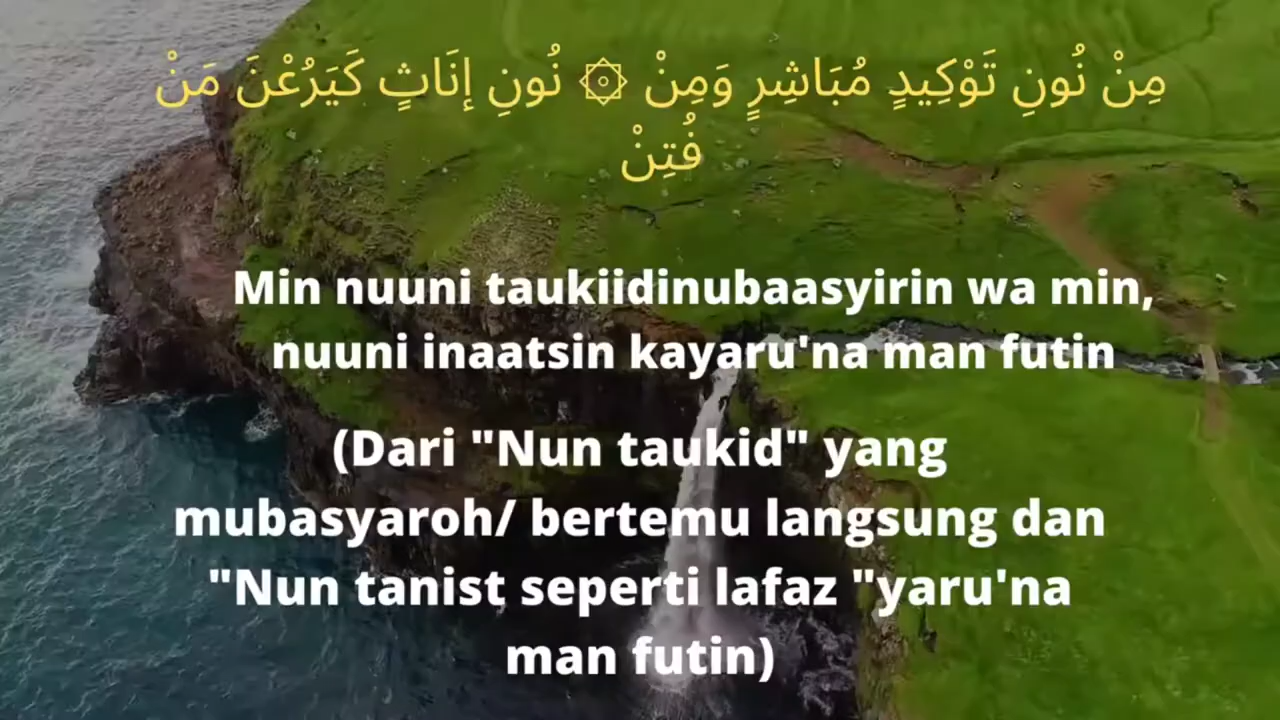 مِنْ نُونِ تَوْكِيدٍ مُبَاشِرٍ وَمِنْ ۞ نُونِ إنَاثٍ كَيَرُعْنَ مَنْ
فُتِنْ
Min nuuni taukiidinubaasyirin wa min,
nuuni inaatsin kayaru'na man futin
(Dari "Nun taukid" yang
mubasyaroh/ bertemu langsung dan
"Nun tanist seperti lafaz "yaru'na
man futin)